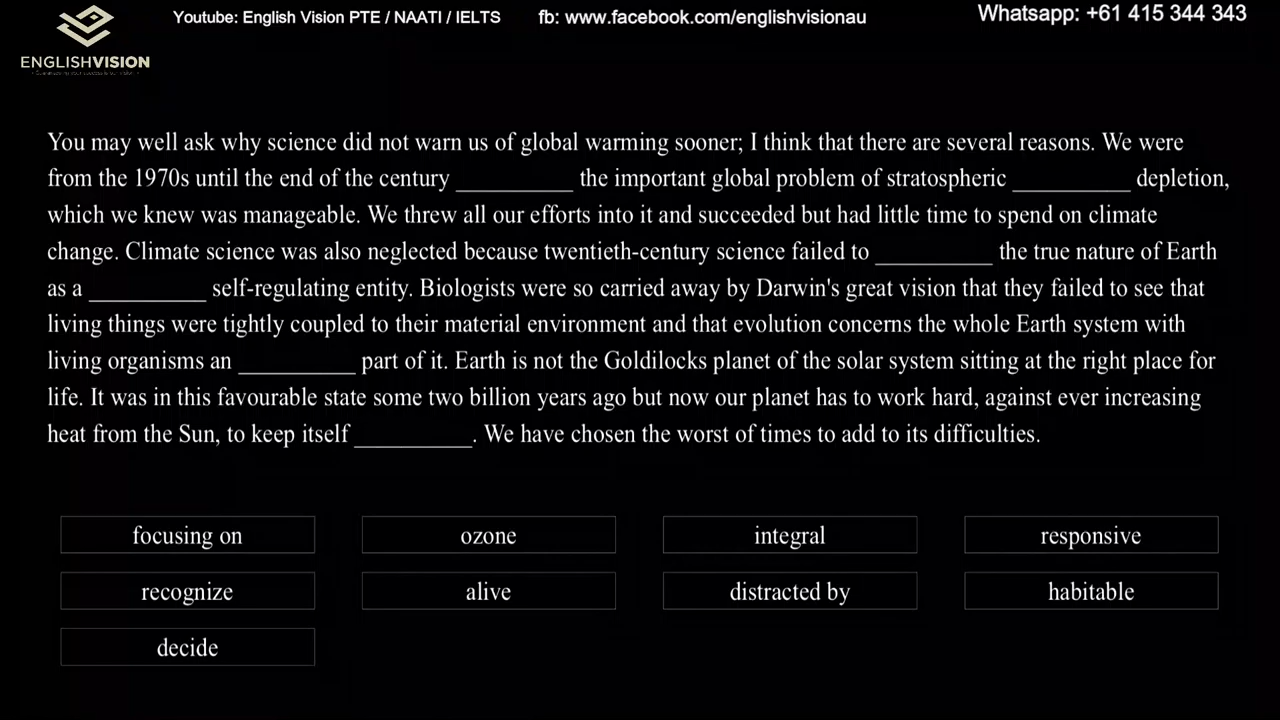 Youtube: English Vision PTE / NAATI / IELTS
fb: www.facebook.com/englishvisionau
Whatsapp: +61 415 344 343
ENGLISHVISION
You may well ask why science did not warn us of global warming sooner; I think that there are several reasons. We were
from the 1970s until the end of the century __________ the important global problem of stratospheric __________ depletion,
which we knew was manageable. We threw all our efforts into it and succeeded but had little time to spend on climate
change. Climate science was also neglected because twentieth-century science failed to __________ the true nature of Earth
as a __________ self-regulating entity. Biologists were so carried away by Darwin's great vision that they failed to see that
living things were tightly coupled to their material environment and that evolution concerns the whole Earth system with
living organisms an __________ part of it. Earth is not the Goldilocks planet of the solar system sitting at the right place for
life. It was in this favourable state some two billion years ago but now our planet has to work hard, against ever increasing
heat from the Sun, to keep itself __________. We have chosen the worst of times to add to its difficulties.
focusing on
ozone
integral
responsive
recognize
alive
distracted by
habitable
decide